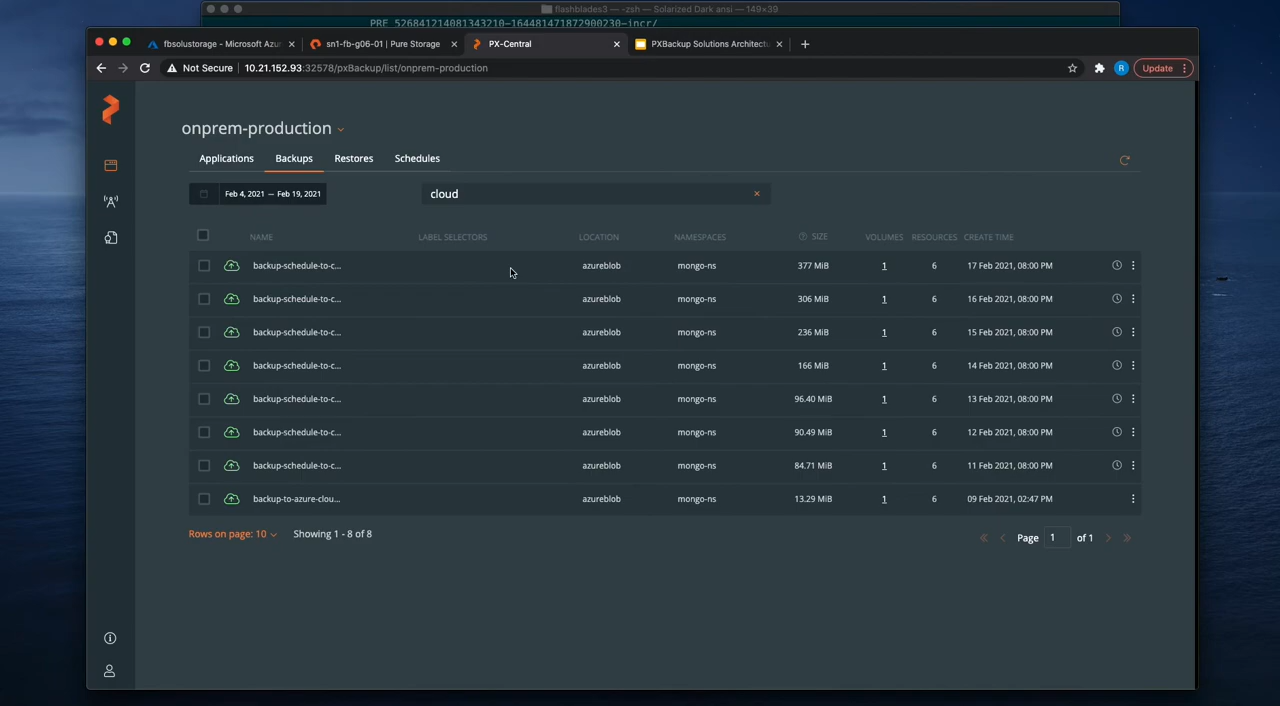 flashblades3 — -zsh — Solarized Dark ansi — 149×39
PRE 526841214081343210-1644814718729002​30-incr/
fbsolustorage - Microsoft Azu
sn1-fb-g06-01 | Pure Storage
PX-Central
PXBackup Solutions Architectu
Not Secure 10.21.152.93:32578/pxBackup/list/onprem-production
R
Update
onprem-production
Applications Backups Restores Schedules
Feb 4, 2021 — Feb 19, 2021
cloud
NAME LABEL SELECTORS LOCATION NAMESPACES SIZE VOLUMES RESOURCES CREATE TIME
backup-schedule-to-c... azureblob mongo-ns 377 MiB 1 6 17 Feb 2021, 08:00 PM
backup-schedule-to-c... azureblob mongo-ns 306 MiB 1 6 16 Feb 2021, 08:00 PM
backup-schedule-to-c... azureblob mongo-ns 236 MiB 1 6 15 Feb 2021, 08:00 PM
backup-schedule-to-c... azureblob mongo-ns 166 MiB 1 6 14 Feb 2021, 08:00 PM
backup-schedule-to-c... azureblob mongo-ns 96.40 MiB 1 6 13 Feb 2021, 08:00 PM
backup-schedule-to-c... azureblob mongo-ns 90.49 MiB 1 6 12 Feb 2021, 08:00 PM
backup-schedule-to-c... azureblob mongo-ns 84.71 MiB 1 6 11 Feb 2021, 08:00 PM
backup-to-azure-clou... azureblob mongo-ns 13.29 MiB 1 6 09 Feb 2021, 02:47 PM
Rows on page: 10 Showing 1 - 8 of 8
Page 1 of 1